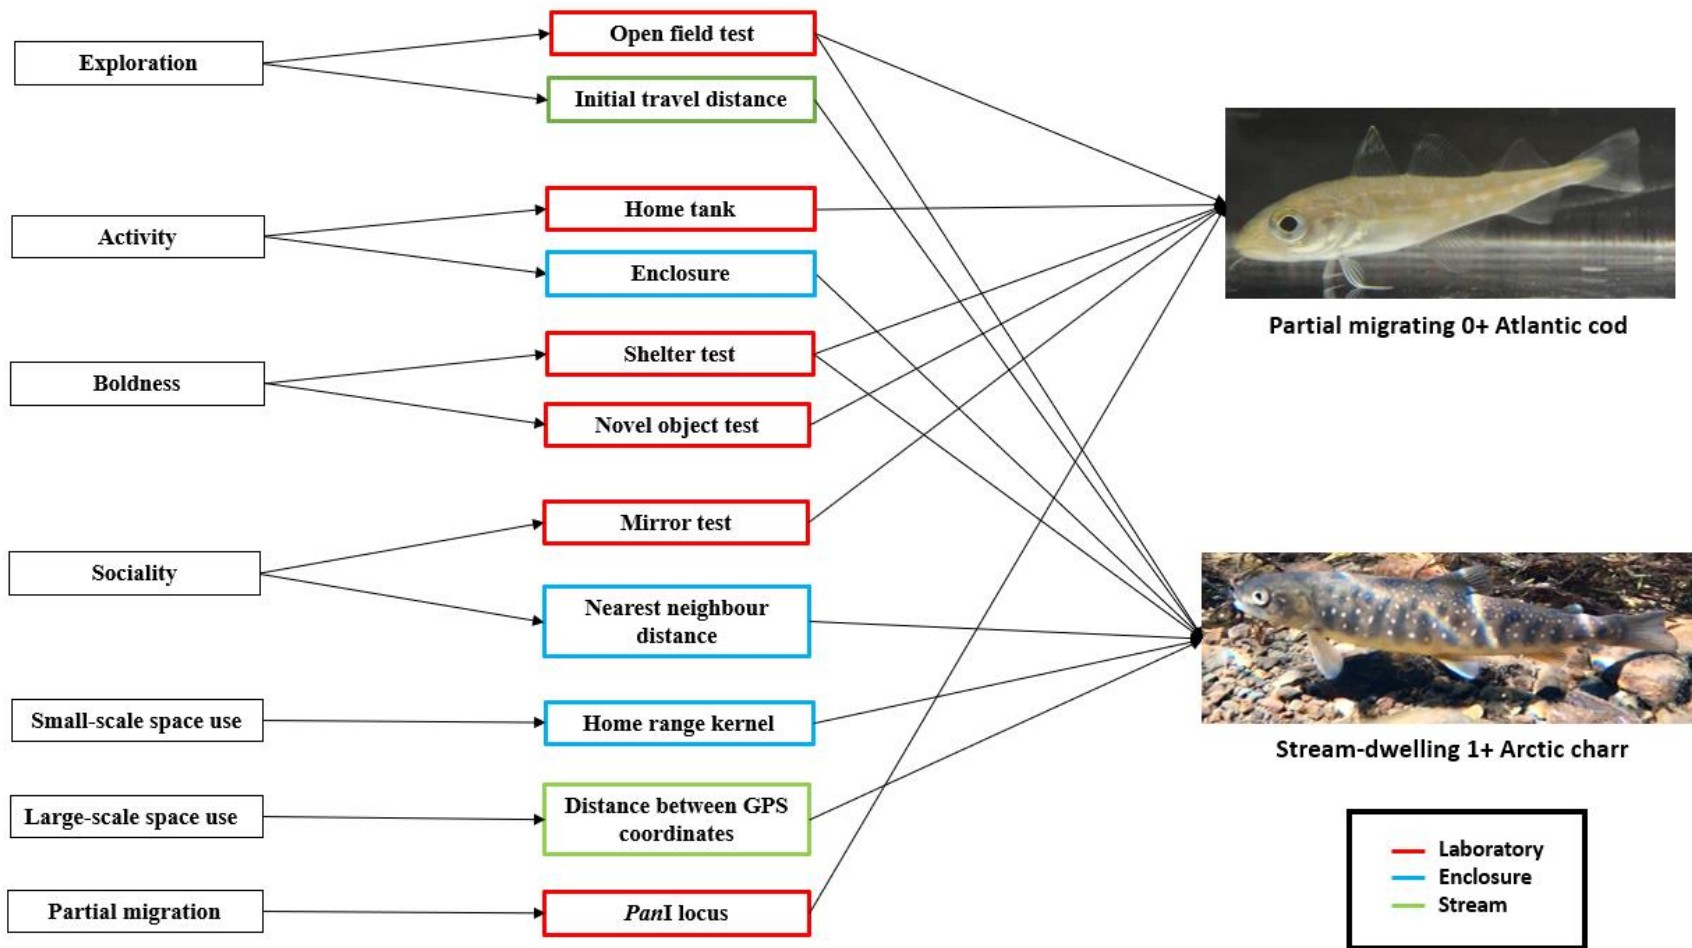 Exploration
Open field test
Initial travel distance
Activity
Home tank
Enclosure
Boldness
Shelter test
Novel object test
Sociality
Mirror test
Nearest neighbour
distance
Small-scale space use
Home range kernel
Large-scale space use
Distance between GPS
coordinates
Partial migration
PanI locus
Partial migrating 0+ Atlantic cod
Stream-dwelling 1+ Arctic charr
Laboratory
Enclosure
Stream